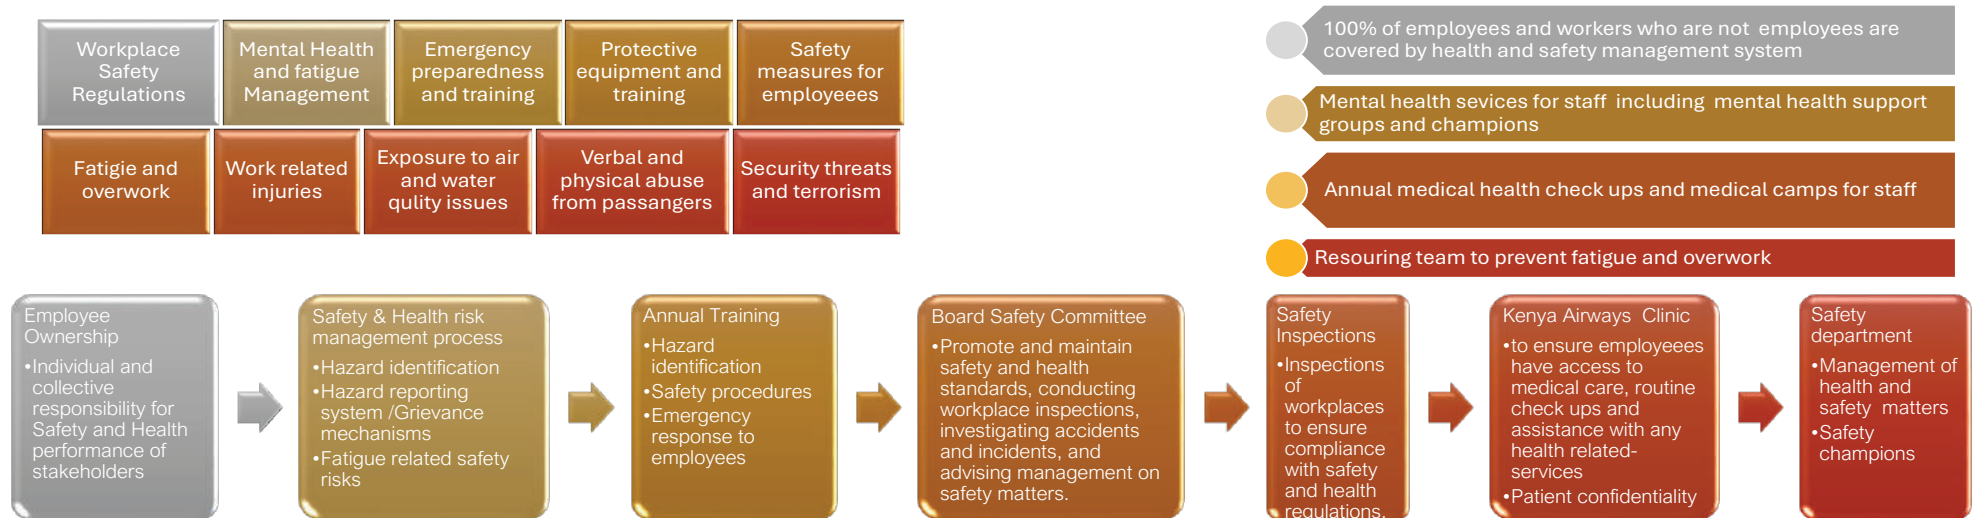 Workplace
Safety
Regulations
Mental Health
and fatigue
Management
Emergency
preparedness
and training
Protective
equipment and
training
Safety
measures for
employeees
Fatigie and
overwork
Work related
injuries
Exposure to air
and water
qulity issues
Verbal and
physical abuse
from passangers
Security threats
and terrorism
100% of employees and workers who are not employees are
covered by health and safety management system
Mental health sevices for staff including mental health support
groups and champions
Annual medical health check ups and medical camps for staff
Resouring team to prevent fatigue and overwork
Employee
Ownership
•Individual and
collective
responsibility for
Safety and Health
performance of
stakeholders
Safety & Health risk
management process
•Hazard identification
•Hazard reporting
system /Grievance
mechanisms
•Fatigue related safety
risks
Annual Training
•Hazard
identification
•Safety procedures
•Emergency
response to
employees
Board Safety Committee
•Promote and maintain
safety and health
standards, conducting
workplace inspections,
investigating accidents
and incidents, and
advising management on
safety matters.
Safety
Inspections
•Inspections
of
workplaces
to ensure
compliance
with safety
and health
regulations.
Kenya Airways Clinic
•to ensure employeees
have access to
medical care, routine
check ups and
assistance with any
health related-
services
•Patient confidentiality
Safety
department
•Management of
health and
safety matters
•Safety
champions